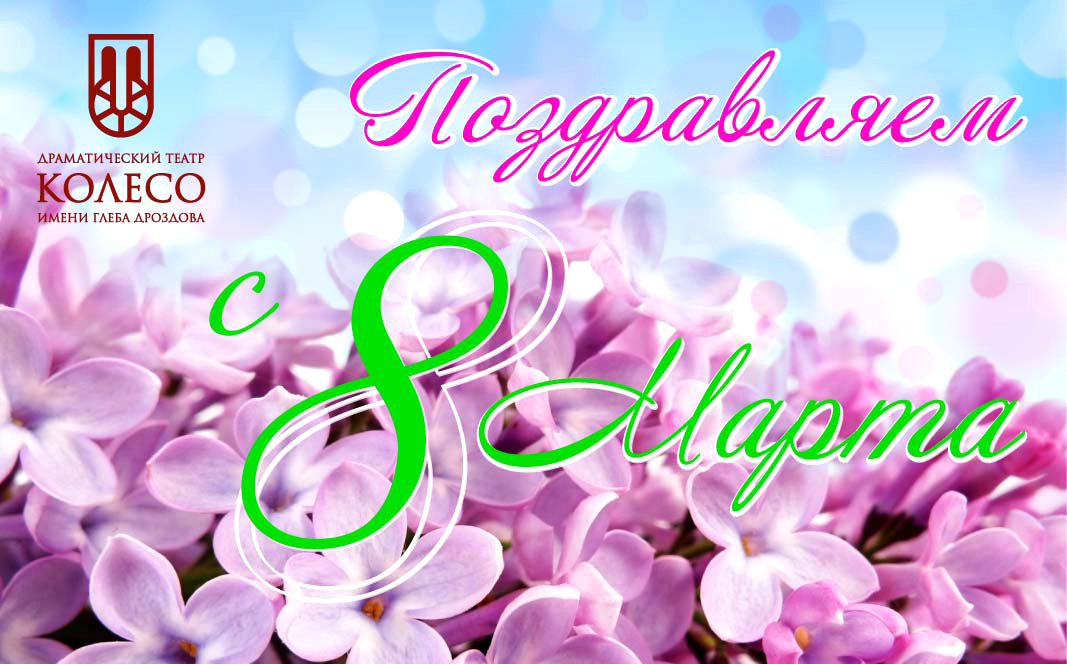 ДРАМАТИЧЕСКИЙ ТЕАТР
КОЛЕСО
ИМЕНИ ГЛЕБА ДРОЗДОВА
Поздравляем
с 8 Марта